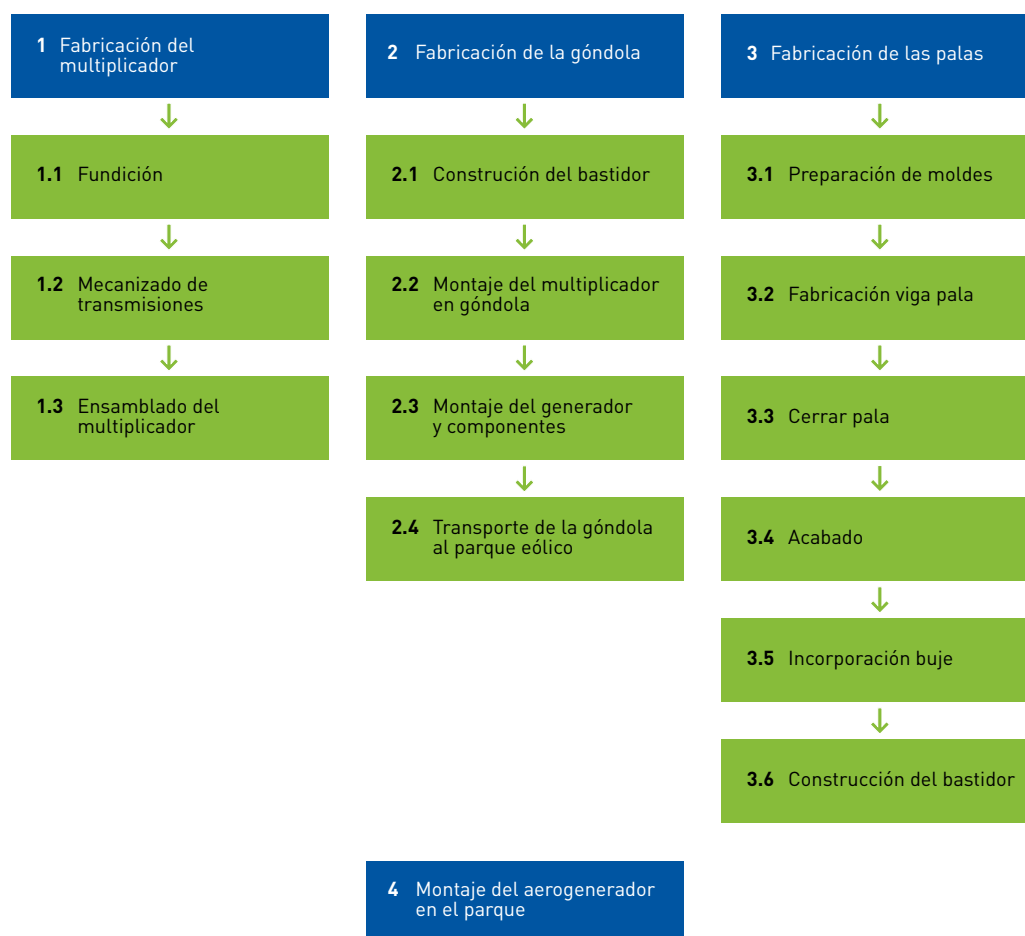 1 Fabricación del
multiplicador
1.1 Fundición
1.2 Mecanizado de
transmisiones
1.3 Ensamblado del
multiplicador
2 Fabricación de la góndola
2.1 Construción del bastidor
2.2 Montaje del multiplicador
en góndola
2.3 Montaje del generador
y componentes
2.4 Transporte de la góndola
al parque eólico
3 Fabricación de las palas
3.1 Preparación de moldes
3.2 Fabricación viga pala
3.3 Cerrar pala
3.4 Acabado
3.5 Incorporación buje
3.6 Construcción del bastidor
4 Montaje del aerogenerador
en el parque